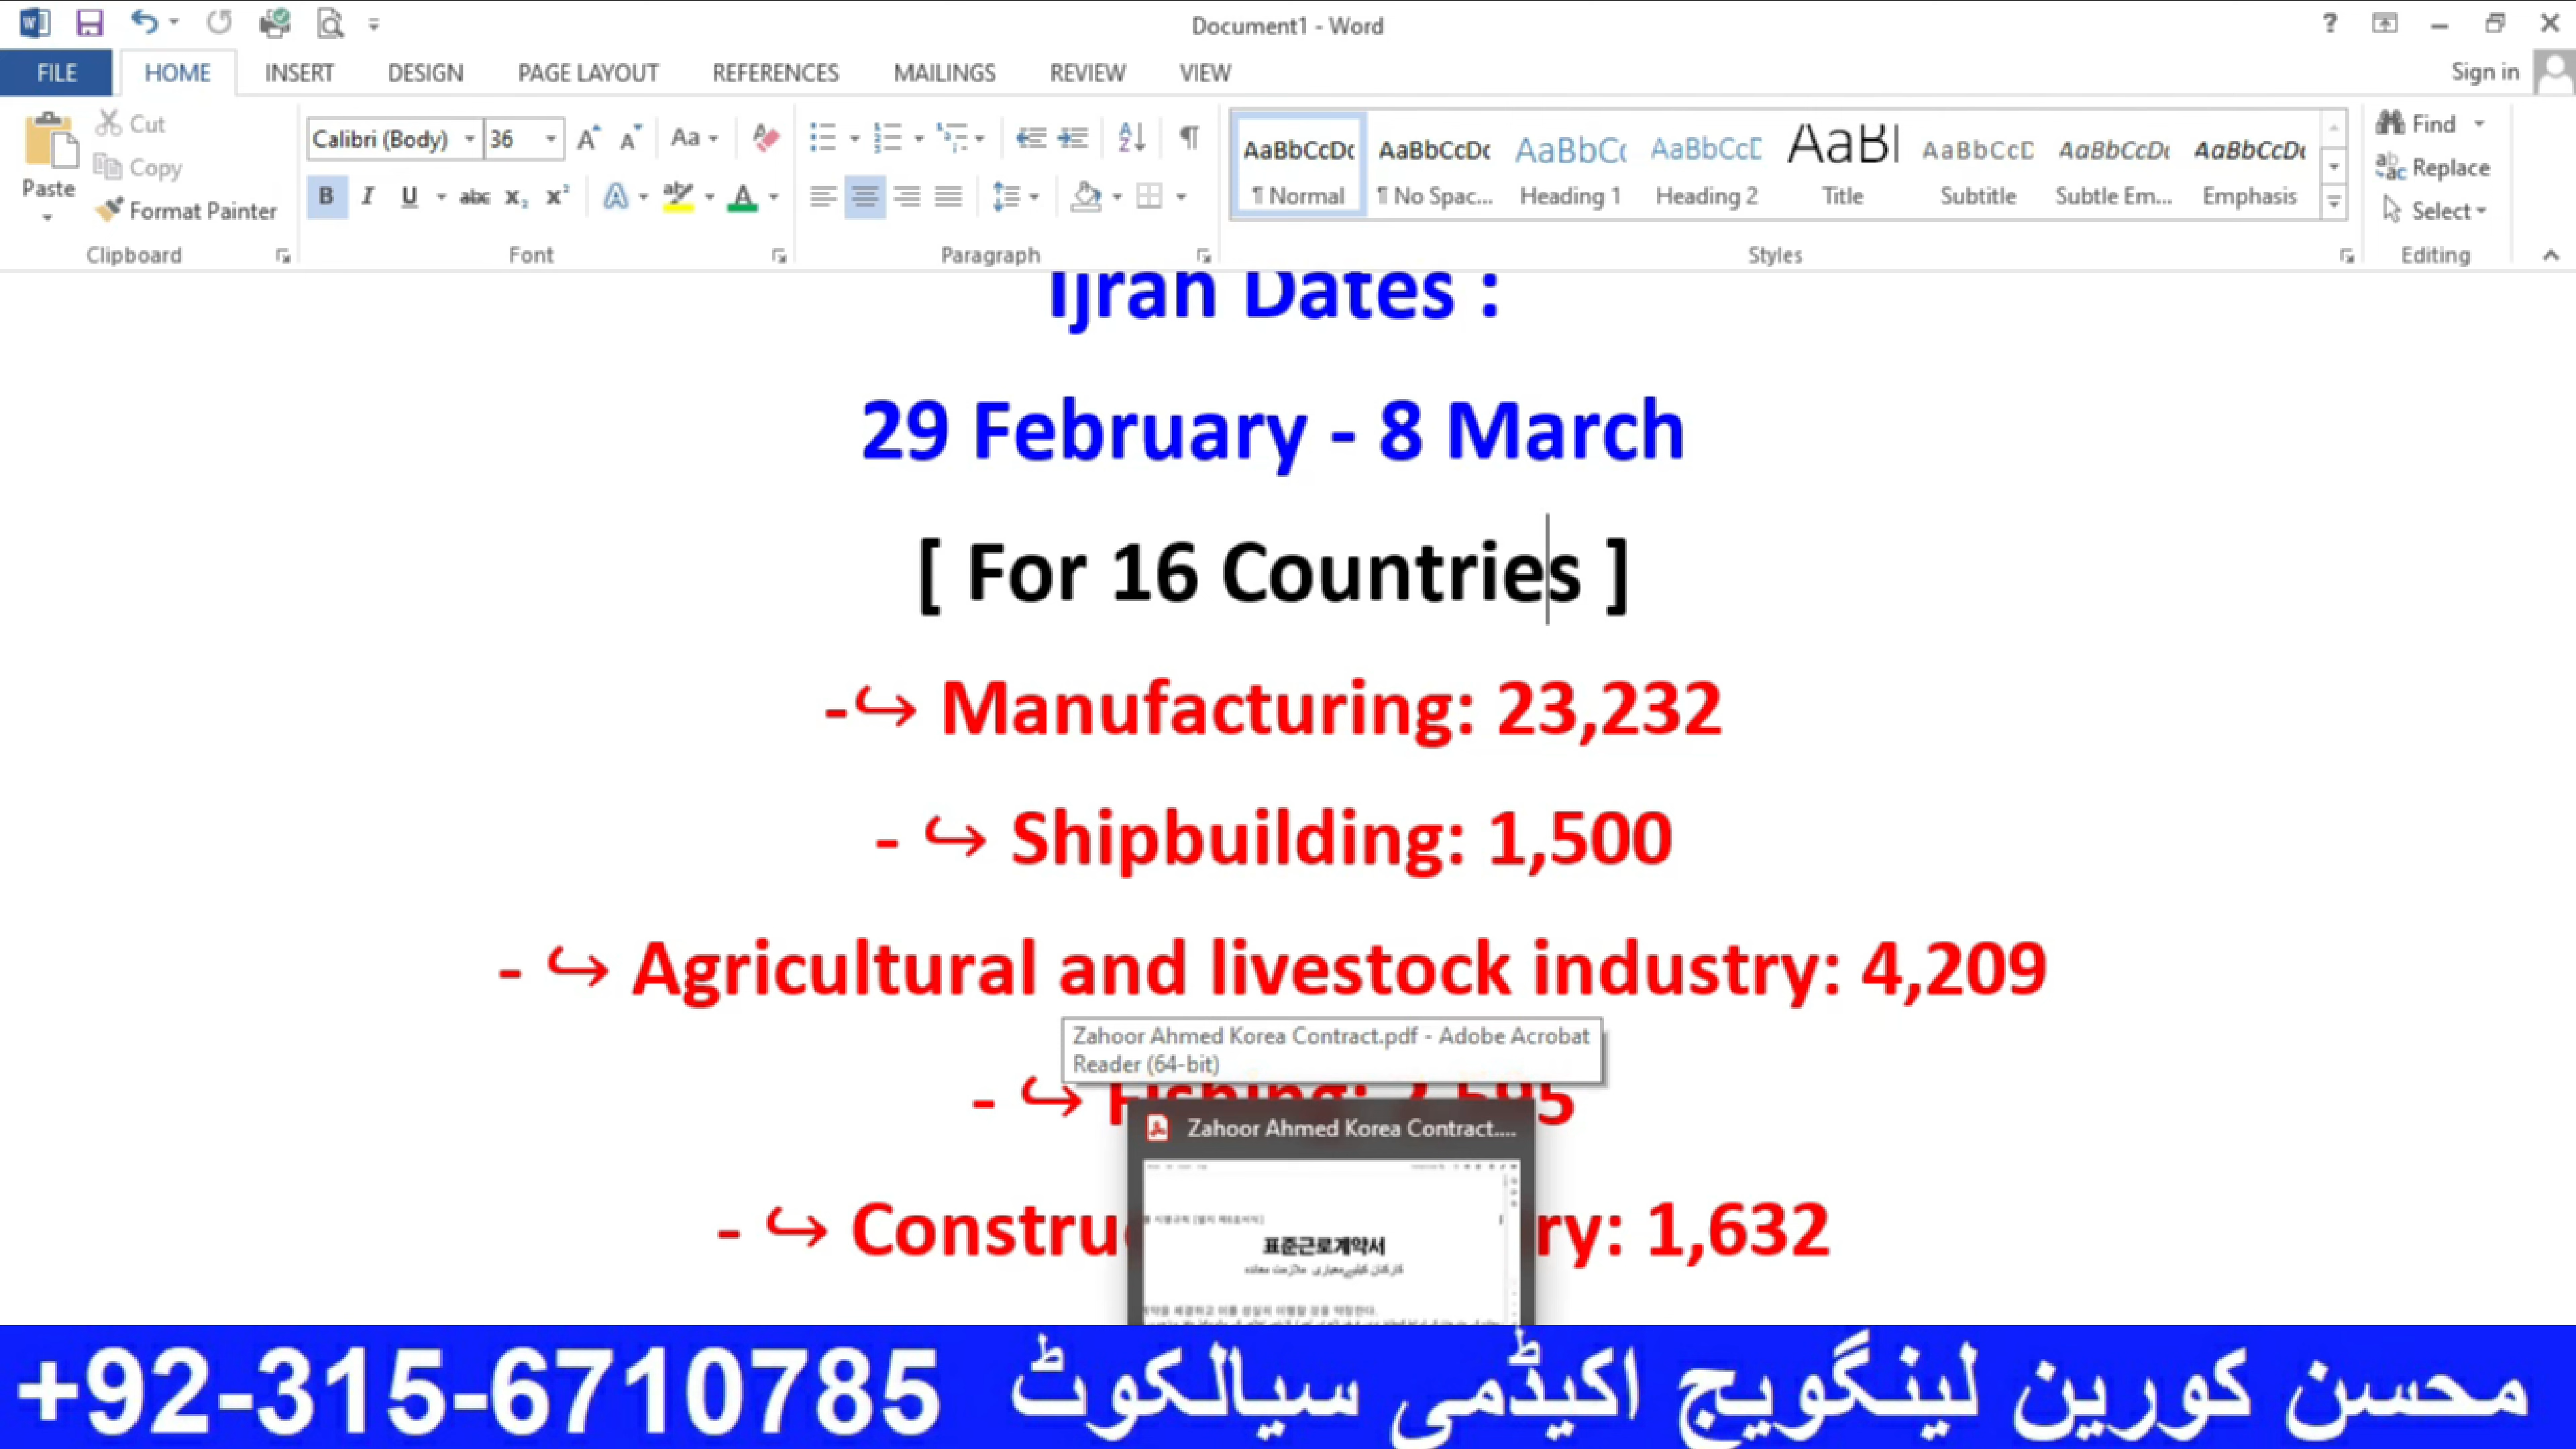 Document1 - Word
FILE HOME INSERT DESIGN PAGE LAYOUT REFERENCES MAILINGS REVIEW VIEW Sign in
Paste Cut
Copy
Format Painter
Clipboard
Calibri (Body) 36
Font
Paragraph
AaBbCcDc AaBbCcDc AaBbCc AaBbCcD AaBl AaBbCcD AaBbCcDc AaBbCcDc
¶ Normal ¶ No Spac... Heading 1 Heading 2 Title Subtitle Subtle Em... Emphasis
Styles
Find
Replace
Select
Editing
Ijran Dates :
29 February - 8 March
[ For 16 Countries ]
-↪ Manufacturing: 23,232
- ↪ Shipbuilding: 1,500
- ↪ Agricultural and livestock industry: 4,209
Zahoor Ahmed Korea Contract.pdf - Adobe Acrobat
Reader (64-bit)
- ↪ Fishing: 2,595
Zahoor Ahmed Korea Contract....
표준근로계약서
- ↪ Constru ry: 1,632
+92-315-6710785 محسن کورین لینگویج اکیڈمی سیالکوٹ